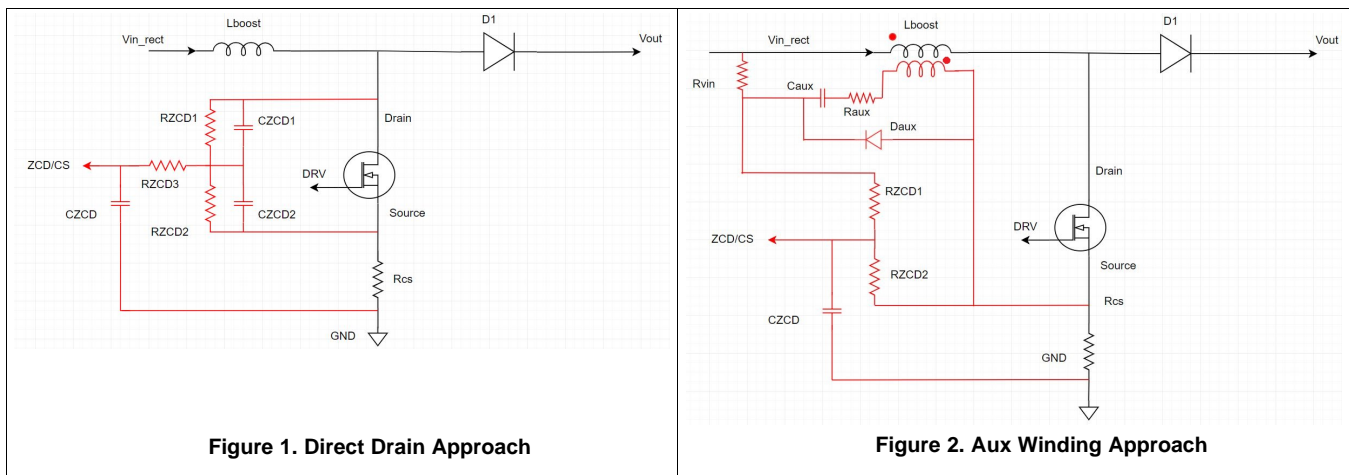 Lboost
D1
Vin_rect
Vout
RZCD1
CZCD1
Drain
ZCD/CS
RZCD3
DRV
CZCD
CZCD2
RZCD2
Source
Rcs
GND
Figure 1. Direct Drain Approach
Lboost
D1
Vin_rect
Vout
Rvin
Caux
Raux
Daux
Drain
RZCD1
ZCD/CS
DRV
RZCD2
Source
Rcs
CZCD
GND
Figure 2. Aux Winding Approach